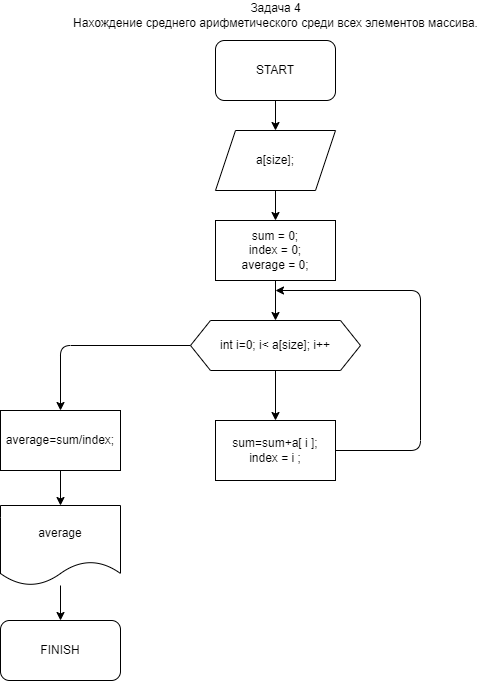 Задача 4
Нахождение среднего арифметического среди всех элементов массива.
START
a[size];
sum = 0;
index = 0;
average = 0;
int i=0; i< a[size]; i++
sum=sum+a[ i ];
index = i ;
average=sum/index;
average
FINISH